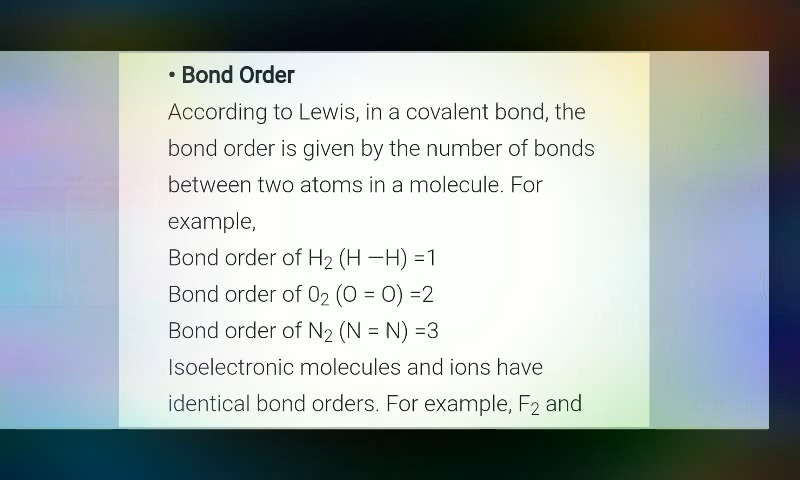 • Bond Order
According to Lewis, in a covalent bond, the
bond order is given by the number of bonds
between two atoms in a molecule. For
example,
Bond order of H₂ (H —H) =1
Bond order of 0₂ (O = O) =2
Bond order of N₂ (N = N) =3
Isoelectronic molecules and ions have
identical bond orders. For example, F₂ and